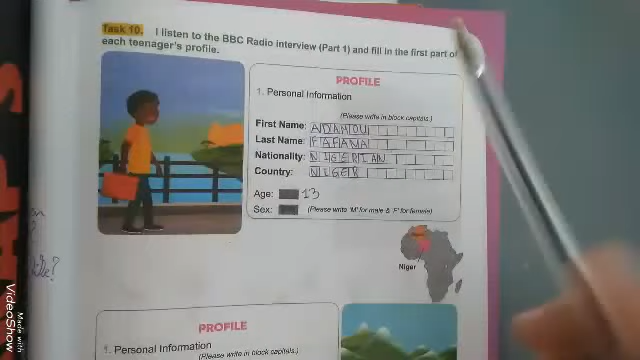 Task 10. I listen to the BBC Radio interview (Part 1) and fill in the first part of
each teenager's profile.
PROFILE
1. Personal Information
(Please write in block capitals.)
First Name:
Last Name:
Nationality: NIGERIAN
Country: NIGER
Age: 13
Sex: (Please write 'M' for male & 'F' for female)
Niger
like?
PROFILE
1. Personal Information
(Please write in block capitals.)
Made with
VideoShow